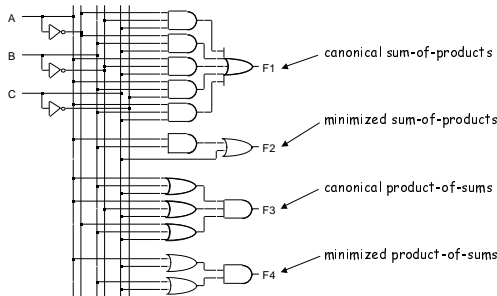 A
B
C
F1
canonical sum-of-products
F2
minimized sum-of-products
F3
canonical product-of-sums
F4
minimized product-of-sums